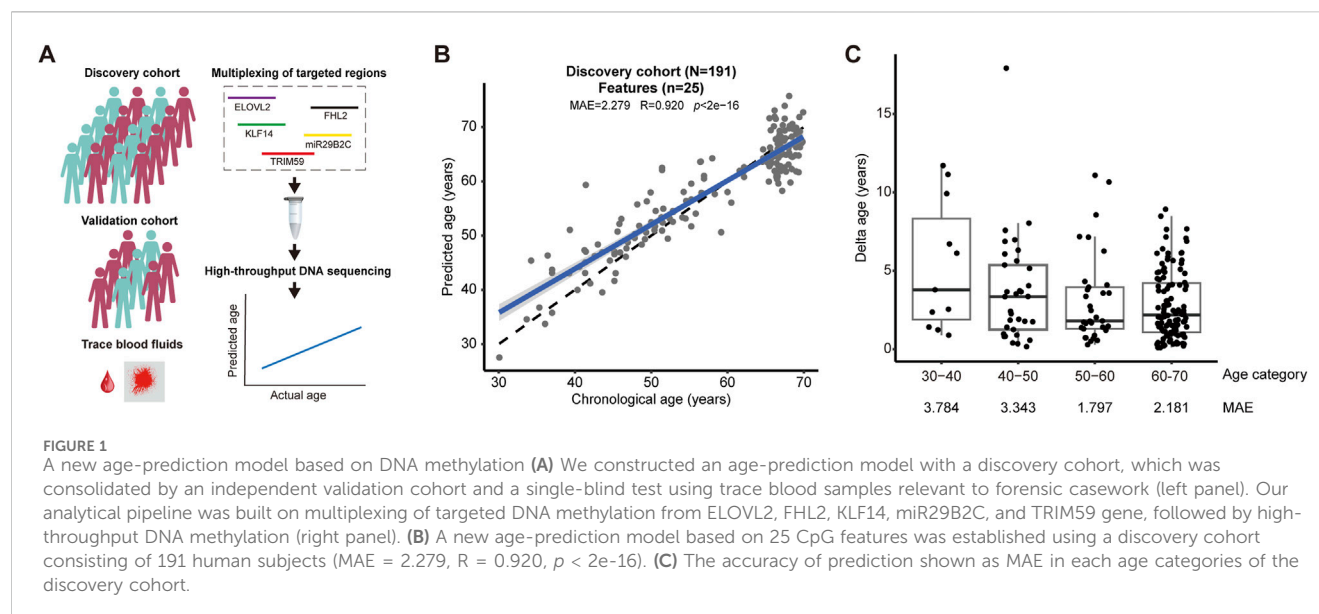 A
Discovery cohort
Validation cohort
Trace blood fluids
Multiplexing of targeted regions
ELOVL2
FHL2
KLF14
miR29B2C
TRIM59
High-throughput DNA sequencing
Predicted age
Actual age
B
Discovery cohort (N=191)
Features (n=25)
MAE=2.279 R=0.920 p<2e−16
Predicted age (years)
70
60
50
40
30
30 40 50 60 70
Chronological age (years)
C
Delta age (years)
15
10
5
0
30−40 40−50 50−60 60-70 Age category
3.784 3.343 1.797 2.181 MAE
FIGURE 1
A new age-prediction model based on DNA methylation (A) We constructed an age-prediction model with a discovery cohort, which was
consolidated by an independent validation cohort and a single-blind test using trace blood samples relevant to forensic casework (left panel). Our
analytical pipeline was built on multiplexing of targeted DNA methylation from ELOVL2, FHL2, KLF14, miR29B2C, and TRIM59 gene, followed by high-
throughput DNA methylation (right panel). (B) A new age-prediction model based on 25 CpG features was established using a discovery cohort
consisting of 191 human subjects (MAE = 2.279, R = 0.920, p < 2e-16). (C) The accuracy of prediction shown as MAE in each age categories of the
discovery cohort.